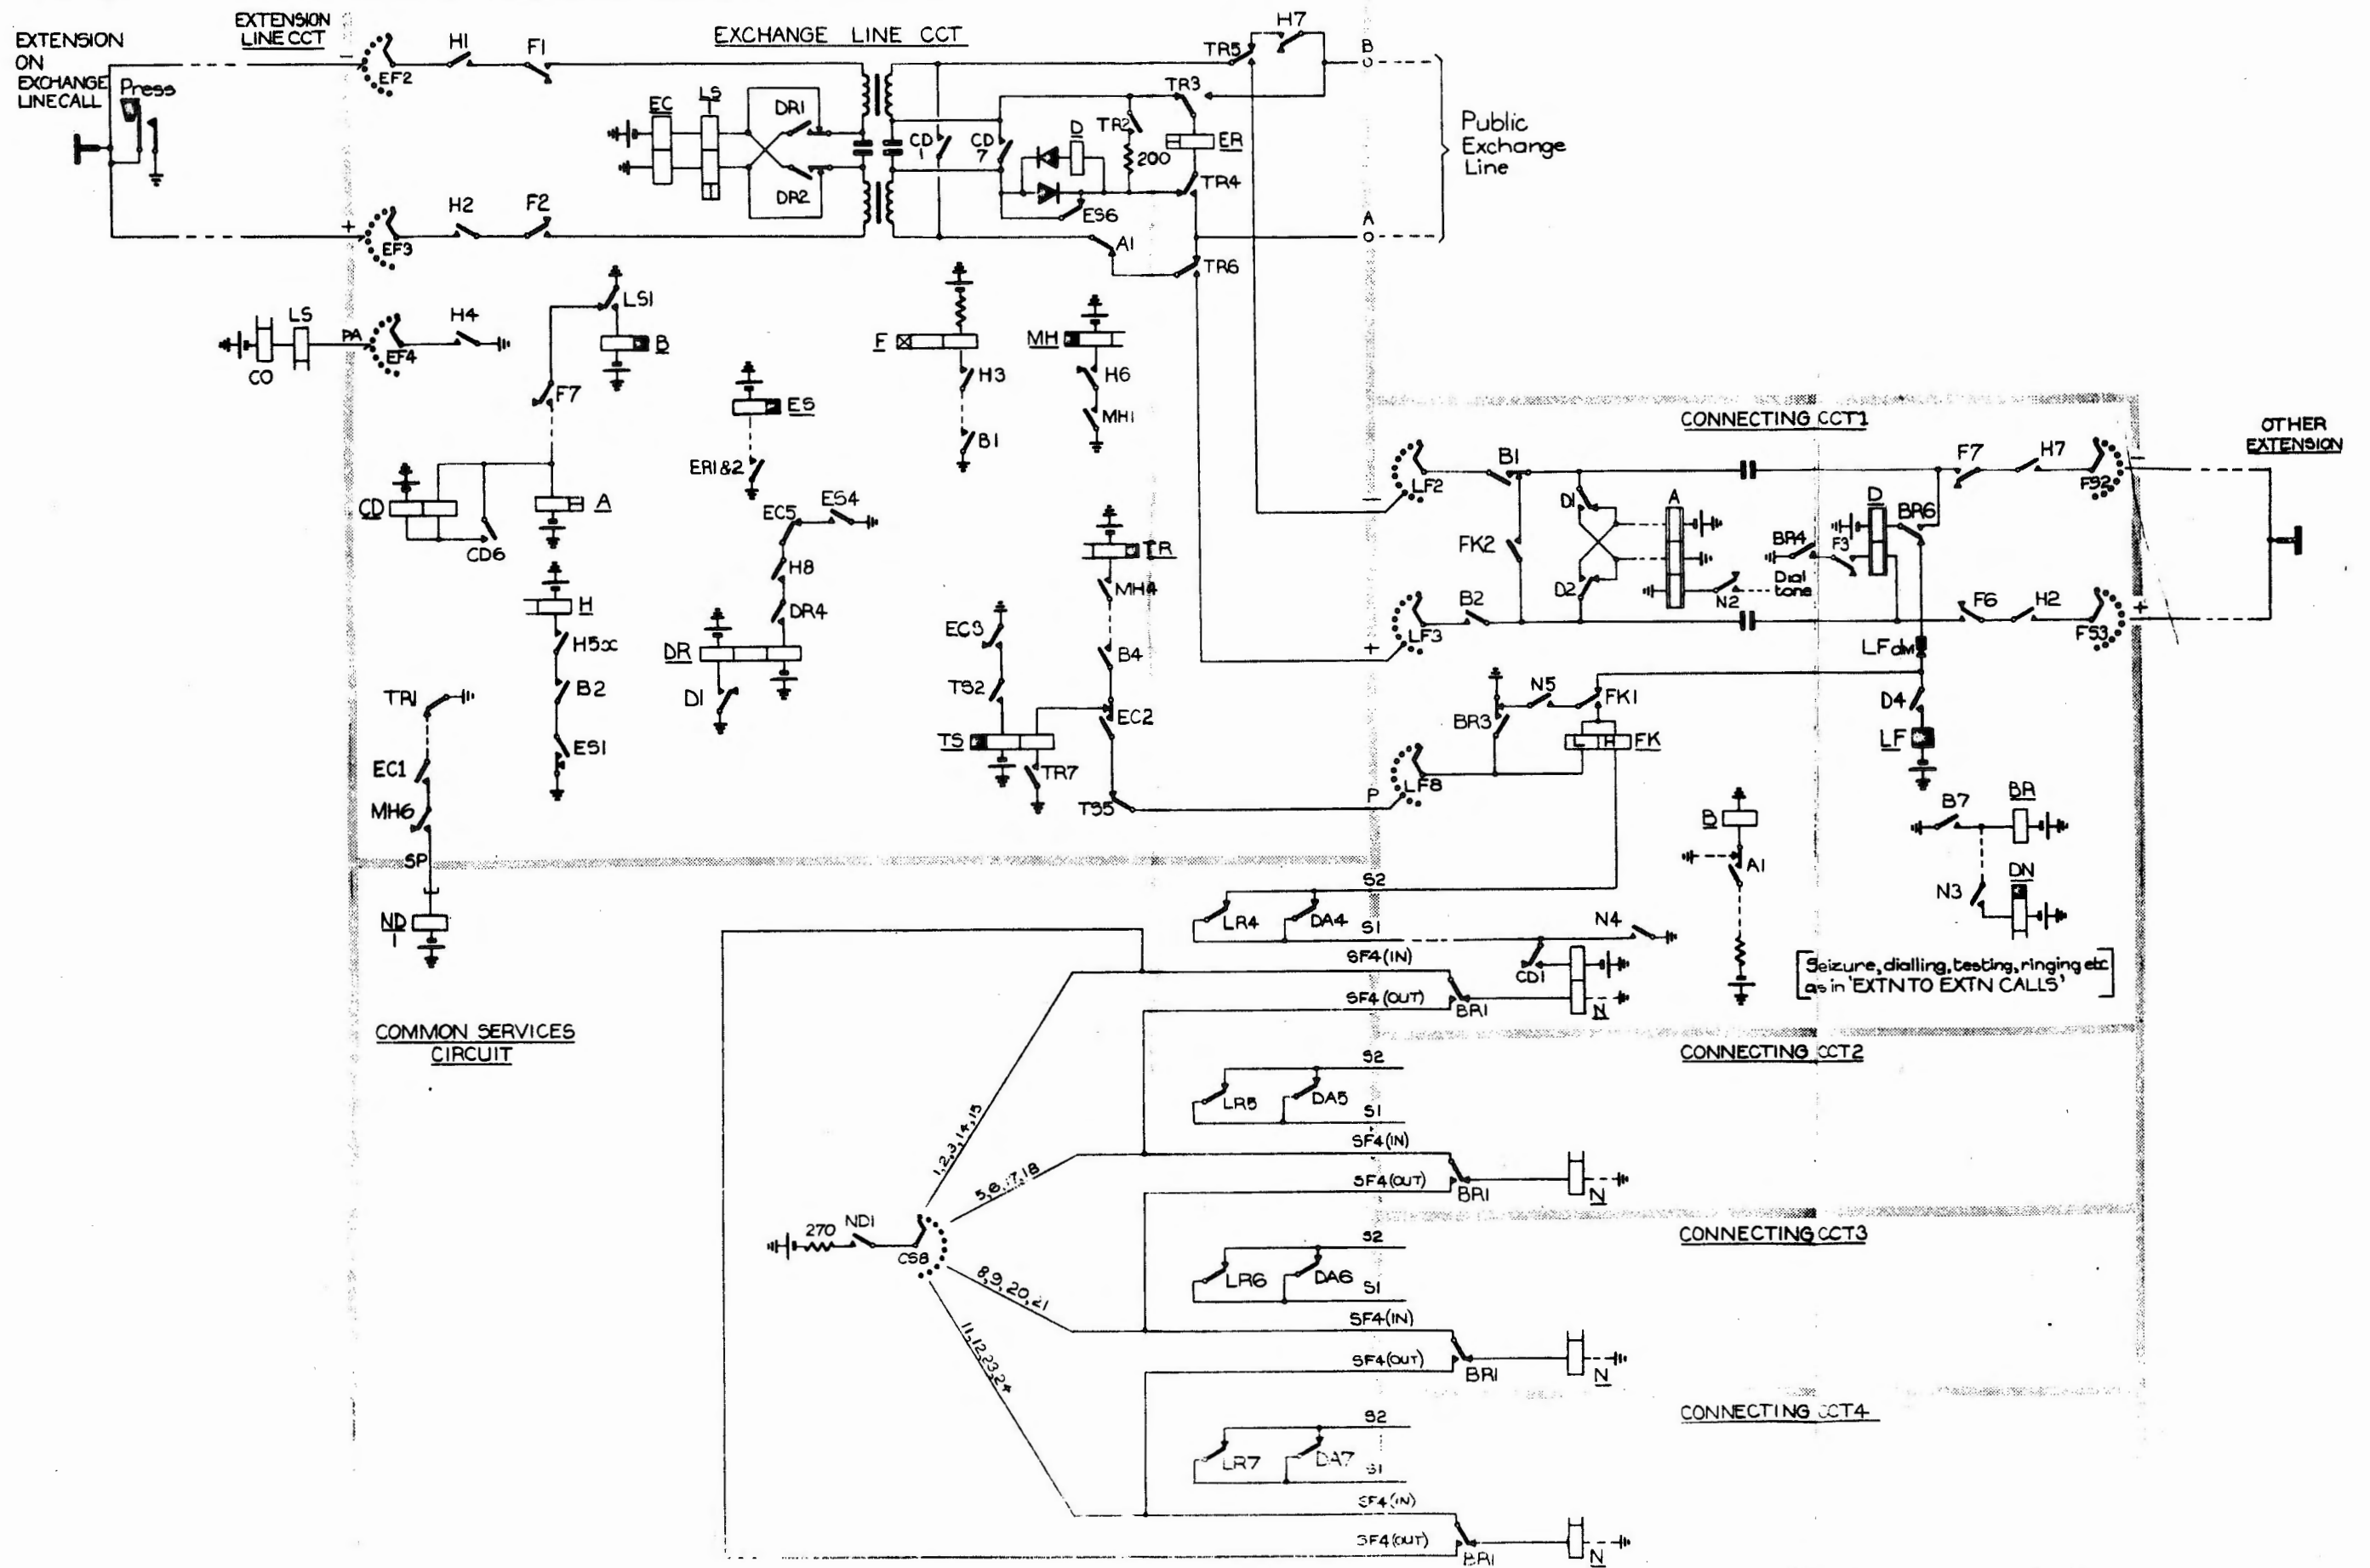 EXTENSION
ON
EXCHANGE
LINE CALL
Press
EXTENSION
LINE CCT
EXCHANGE LINE CCT
−
EF2
H1
F1
EC
LS
DR1
DR2
CD
1
CD
7
D
TR2
200
ES6
TR3
ER
TR4
TR5
H7
B
A
Public
Exchange
Line
+
EF3
H2
F2
A1
TR6
LS
CO
PA
EF4
H4
LS1
B
F7
CD
CD6
A
ES
ER1&2
F
H3
B1
MH
H6
MH1
H
H5x
B2
ES1
EC5
ES4
H8
DR4
DR
D1
TR
MH4
B4
EC3
TS2
TS
EC2
TR7
TS5
P
TR1
EC1
MH6
SP
ND
1
CONNECTING CCT1
OTHER
EXTENSION
−
LF2
B1
FK2
D1
D2
A
N2
Dial
tone
BR4
F3
D
BR6
F7
H7
FS2
−
+
LF3
B2
F6
H2
FS3
+
LFdm
D4
LF
BR3
N5
FK1
L H
FK
LF8
B
A1
B7
BR
N3
DN
[Seizure, dialling, testing, ringing etc
as in 'EXTN TO EXTN CALLS']
COMMON SERVICES
CIRCUIT
S2
LR4
DA4
S1
N4
SF4(IN)
CD1
SF4(OUT)
BR1
N
CONNECTING CCT2
S2
LR5
DA5
S1
SF4(IN)
SF4(OUT)
BR1
N
CONNECTING CCT3
S2
LR6
DA6
S1
SF4(IN)
SF4(OUT)
BR1
N
CONNECTING CCT4
S2
LR7
DA7
S1
SF4(IN)
SF4(OUT)
BR1
N
270
ND1
CS8
1,2,3,14,15
5,6,17,18
8,9,20,21
11,12,23,24